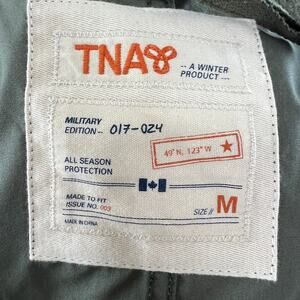 TNA
-- A WINTER
PRODUCT --
MILITARY
EDITION -- 017-024
49° N, 123° W
ALL SEASON
PROTECTION
MADE TO FIT
ISSUE NO. 003
SIZE // M
MADE IN CHINA